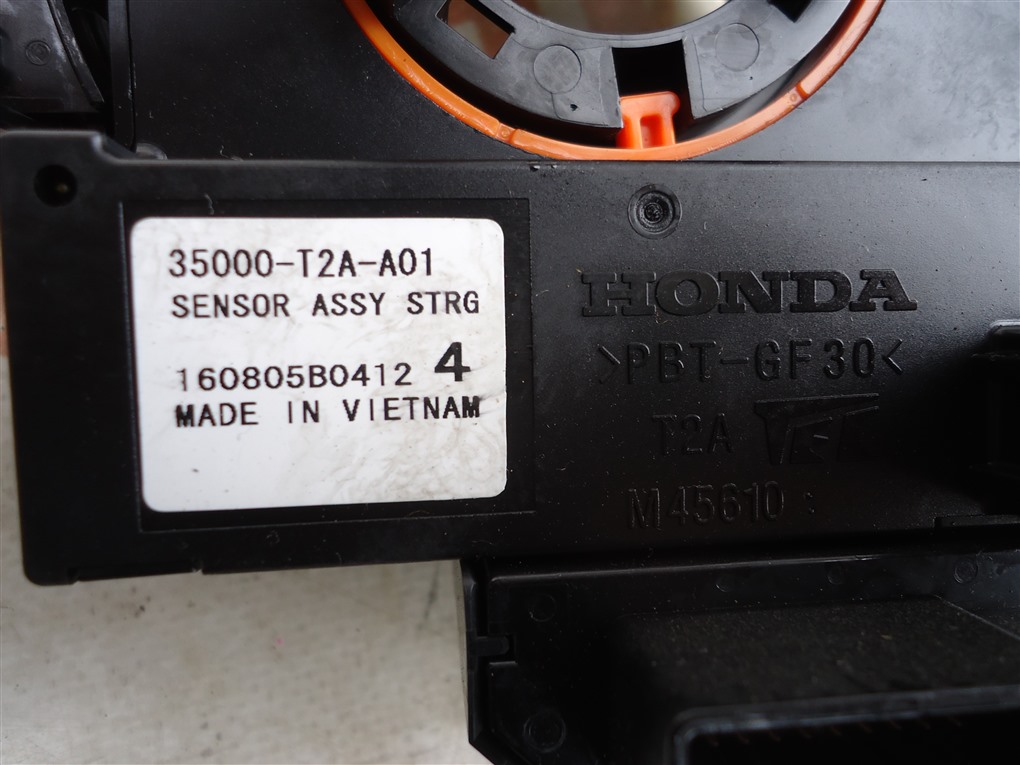 35000-T2A-A01
SENSOR ASSY STRG
160805B0412 4
MADE IN VIETNAM
HONDA
>PBT-GF30<
T2A
M45610